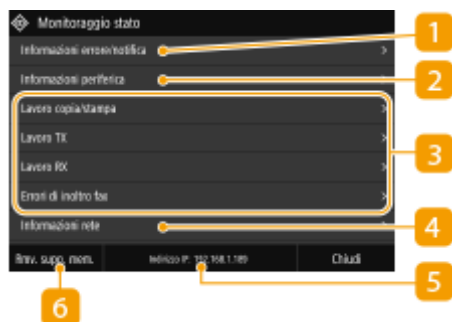 Monitoraggio stato
1
Informazioni errore/notifica
Informazioni periferica
2
Lavoro copia/stampa
Lavoro TX
3
Lavoro RX
Errori di inoltro fax
Informazioni rete
4
Rmv. supp. mem.
Indirizzo IP: 192.168.1.189
Chiudi
5
6